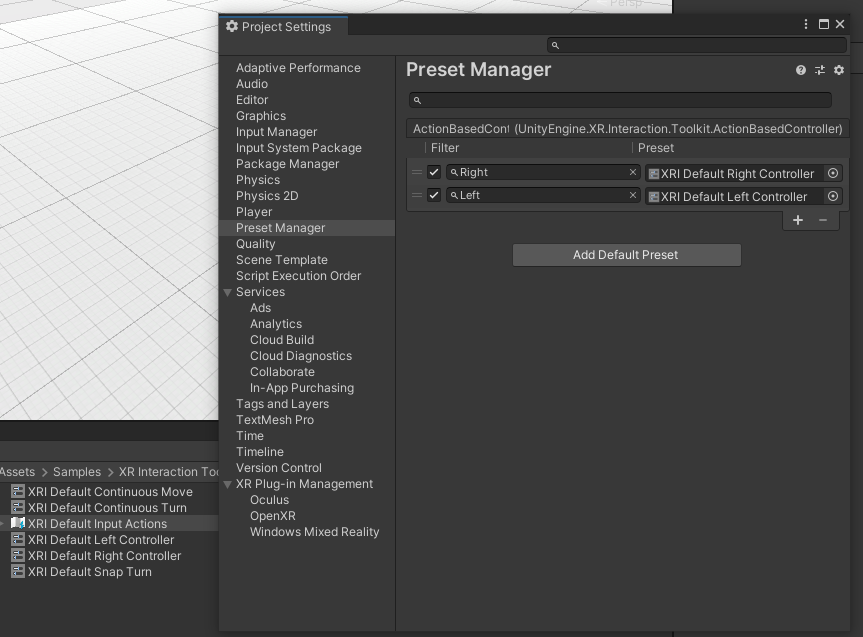 Persp
Project Settings
Adaptive Performance
Audio
Editor
Graphics
Input Manager
Input System Package
Package Manager
Physics
Physics 2D
Player
Preset Manager
Quality
Scene Template
Script Execution Order
Services
Ads
Analytics
Cloud Build
Cloud Diagnostics
Collaborate
In-App Purchasing
Tags and Layers
TextMesh Pro
Time
Timeline
Version Control
XR Plug-in Management
Oculus
OpenXR
Windows Mixed Reality
Preset Manager
ActionBasedCont (UnityEngine.XR.Interaction.Toolkit.ActionBasedController)
Filter Preset
Right XRI Default Right Controller
Left XRI Default Left Controller
Add Default Preset
Assets > Samples > XR Interaction Too
XRI Default Continuous Move
XRI Default Continuous Turn
XRI Default Input Actions
XRI Default Left Controller
XRI Default Right Controller
XRI Default Snap Turn